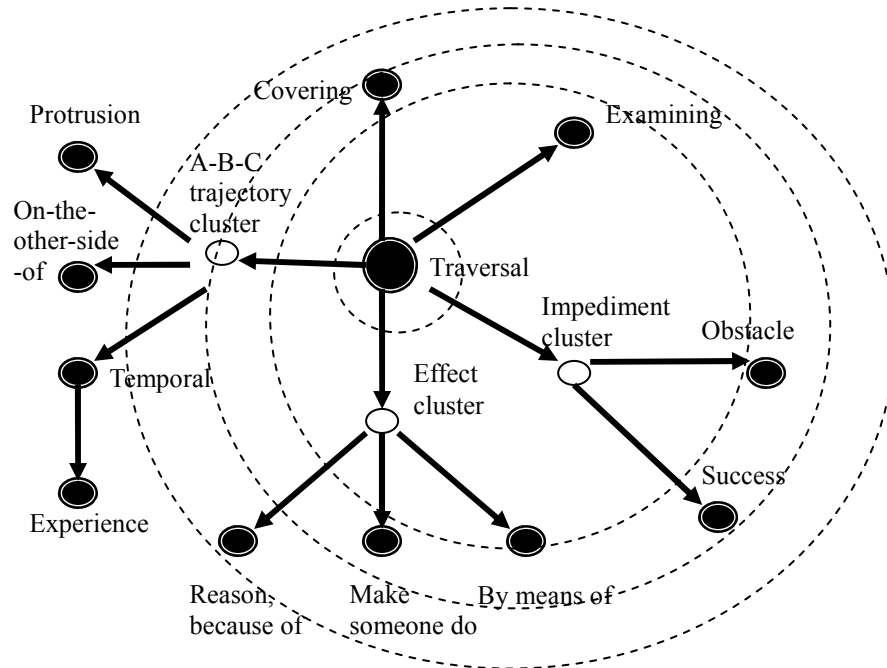 Covering
Examining
Protrusion
A-B-C
trajectory
cluster
On-the-
other-side
-of
Traversal
Impediment
cluster
Obstacle
Temporal
Effect
cluster
Success
Experience
Reason,
because of
Make
someone do
By means of